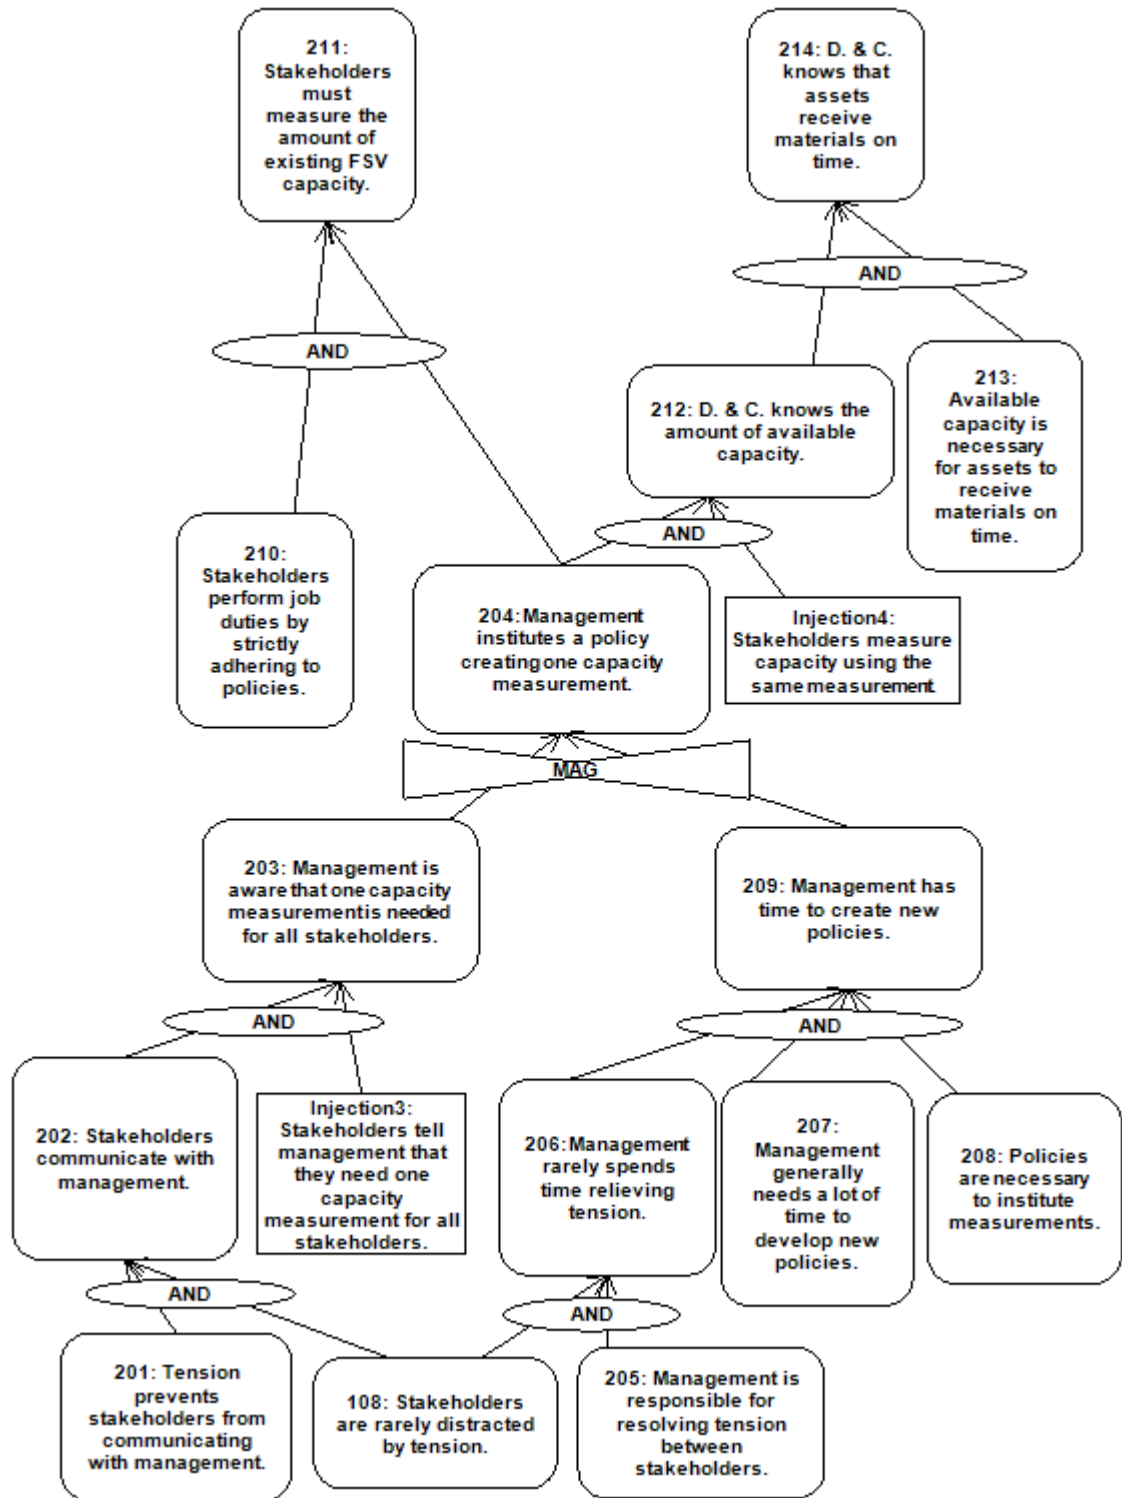 211:
Stakeholders
must
measure the
amount of
existing FSV
capacity.
214: D. & C.
knows that
assets
receive
materials on
time.
AND
AND
212: D. & C. knows the
amount of available
capacity.
213:
Available
capacity is
necessary
for assets to
receive
materials on
time.
210:
Stakeholders
perform job
duties by
strictly
adhering to
policies.
AND
204: Management
institutes a policy
creating one capacity
measurement.
Injection4:
Stakeholders measure
capacity using the
same measurement
MAG
203: Management is
aware that one capacity
measurement is needed
for all stakeholders.
209: Management has
time to create new
policies.
AND
AND
202: Stakeholders
communicate with
management.
Injection3:
Stakeholders tell
management that
they need one
capacity
measurement for all
stakeholders.
206: Management
rarely spends
time relieving
tension.
207:
Management
generally
needs a lot of
time to
develop new
policies.
208: Policies
are necessary
to institute
measurements.
AND
AND
201: Tension
prevents
stakeholders from
communicating
with management.
108: Stakeholders
are rarely distracted
by tension.
205: Management is
responsible for
resolving tension
between
stakeholders.